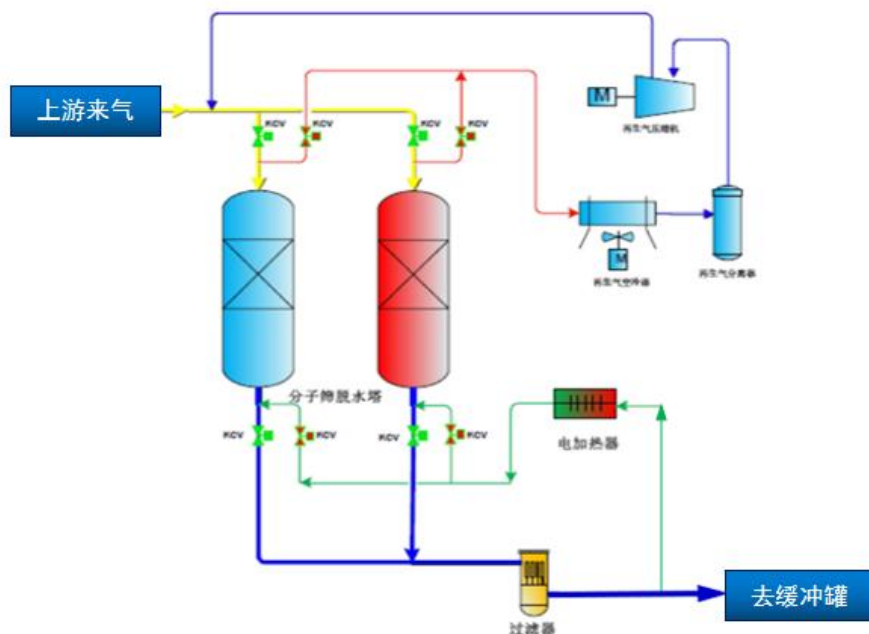 上游来气
M
再生气压缩机
KCV
KCV
KCV
KCV
M
再生气空冷器
再生气分离器
分子筛脱水塔
KCV
KCV
KCV
KCV
电加热器
过滤器
去缓冲罐